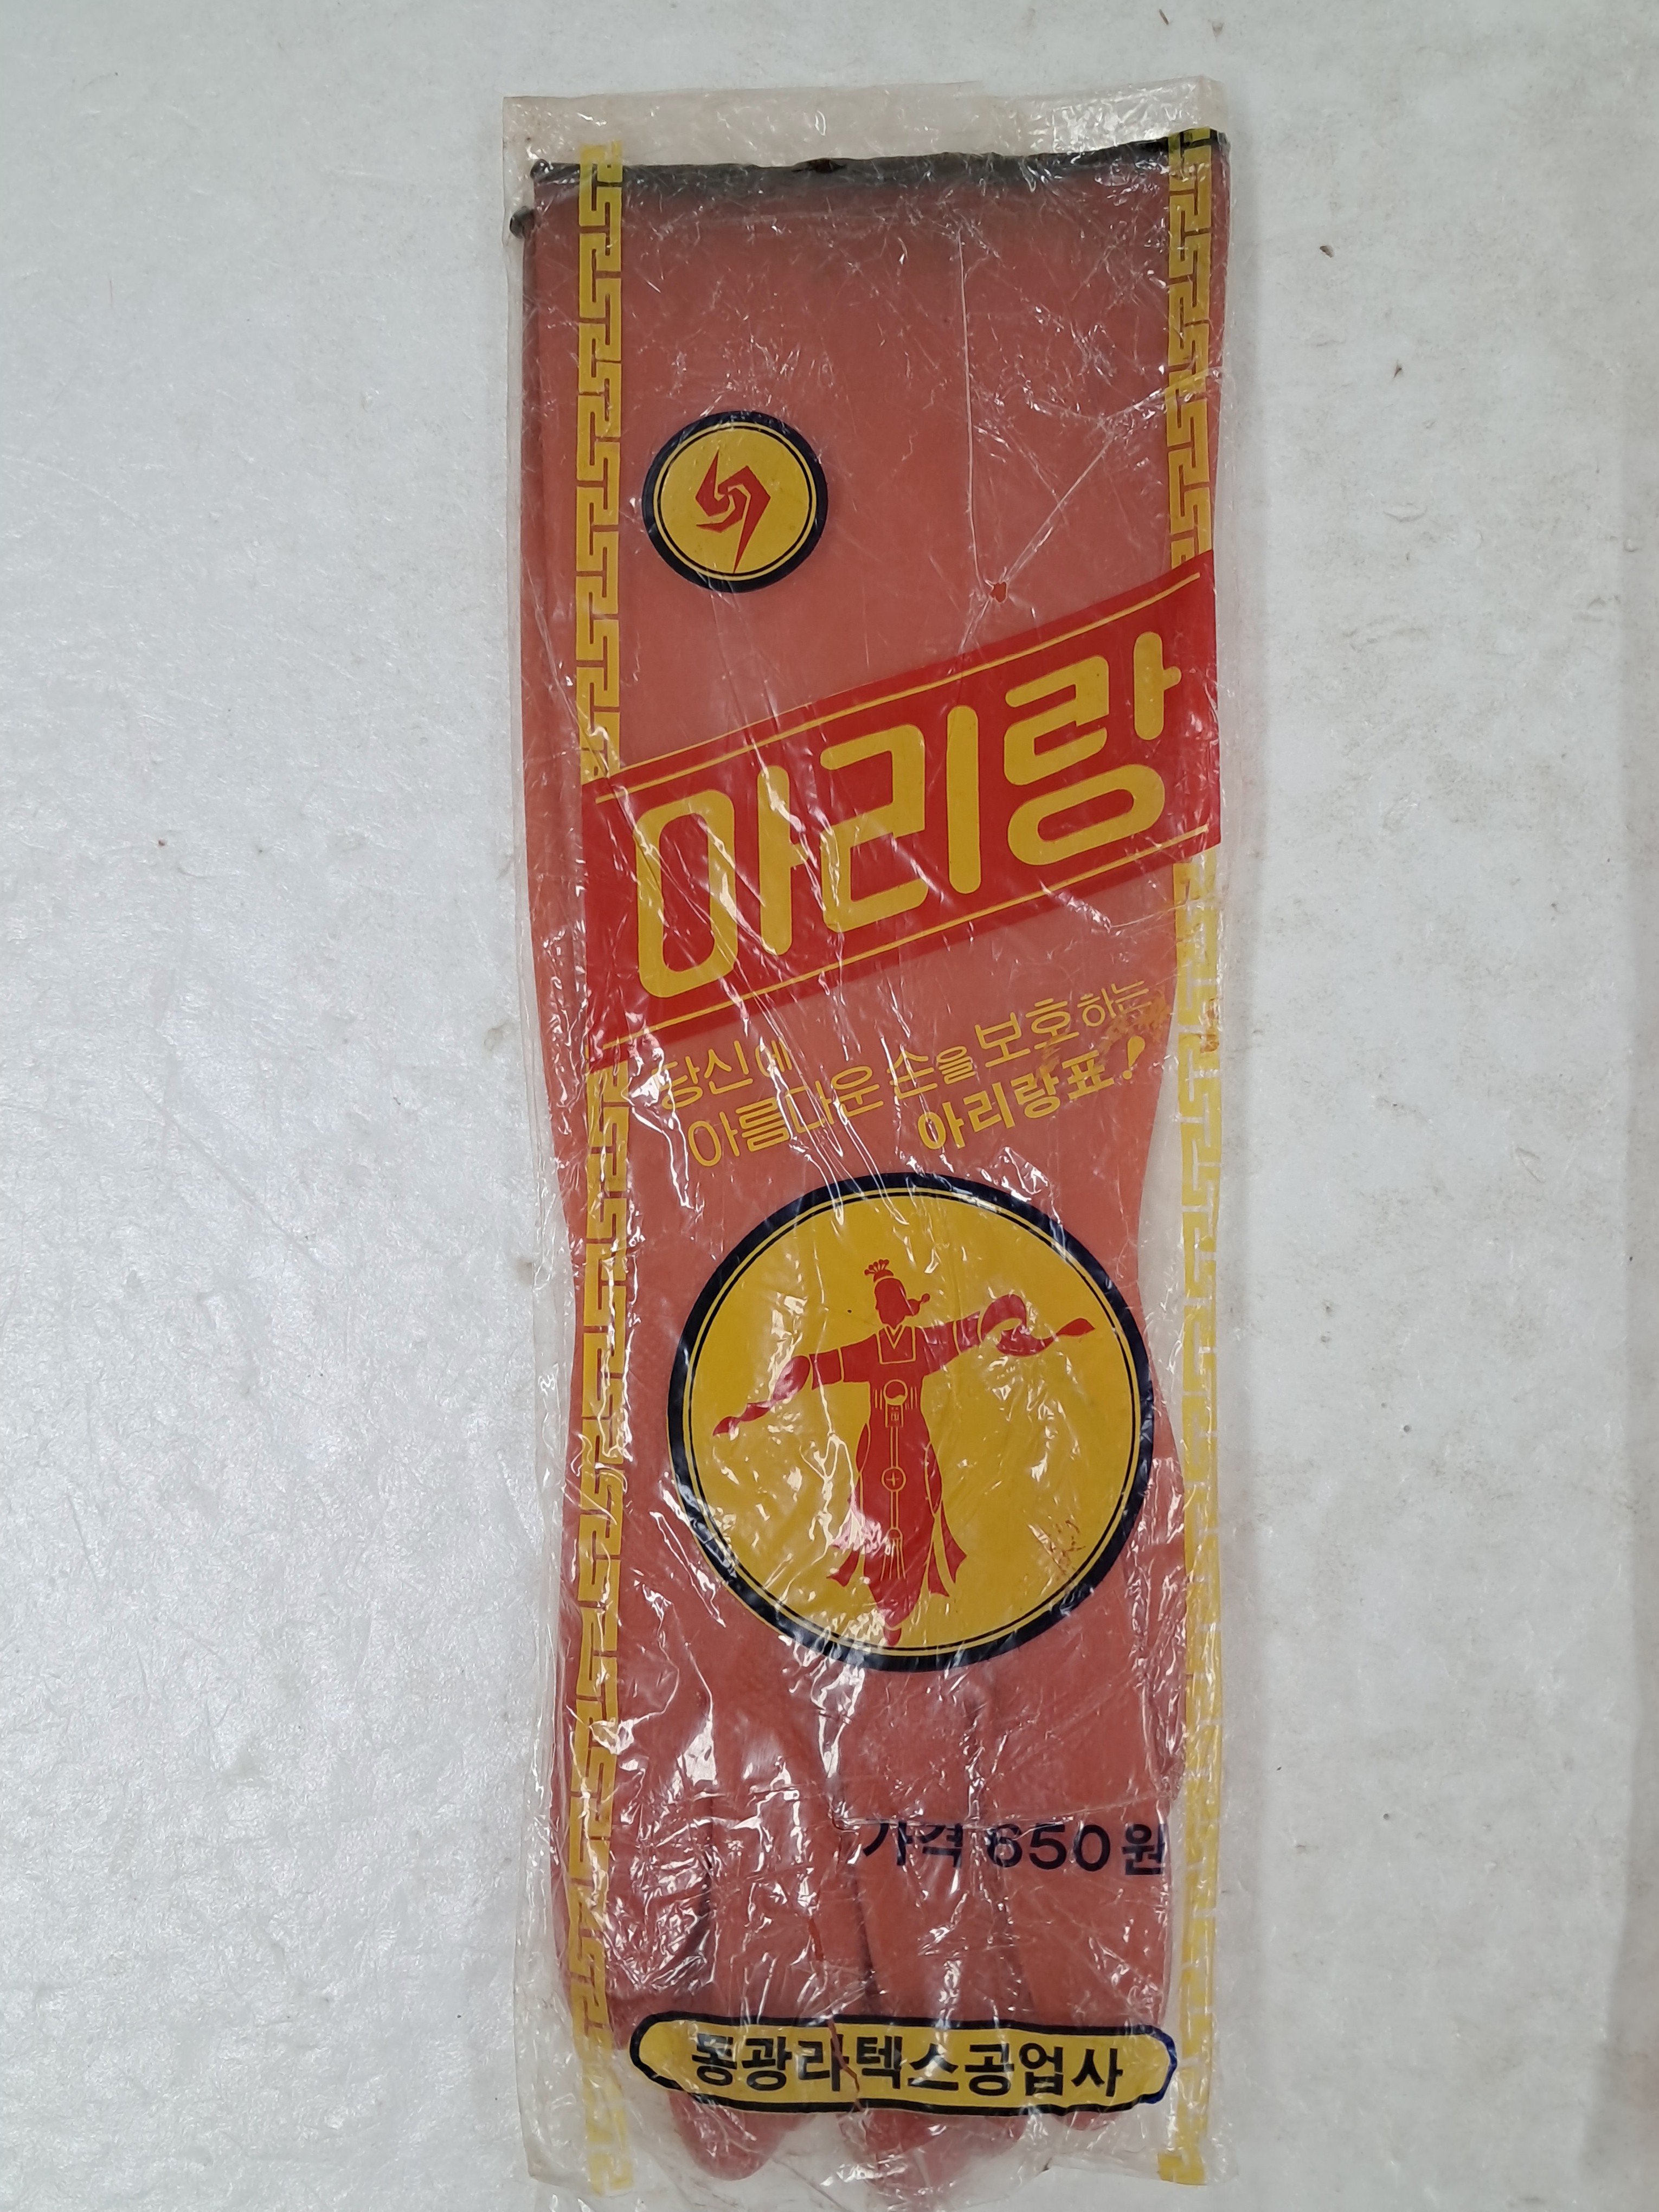 아리랑
당신에
아름다운 손을 보호하는
아리랑표!
가격 650원
동광라텍스공업사